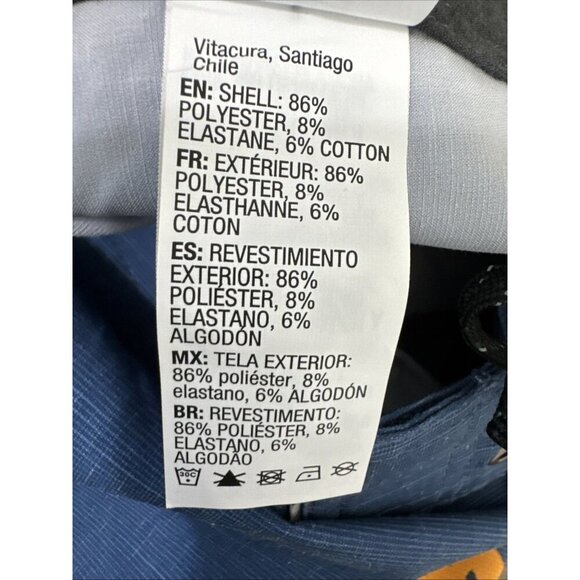 Vitacura, Santiago
Chile
EN: SHELL: 86%
POLYESTER, 8%
ELASTANE, 6% COTTON
FR: EXTÉRIEUR: 86%
POLYESTER, 8%
ELASTHANNE, 6%
COTON
ES: REVESTIMIENTO
EXTERIOR: 86%
POLIÉSTER, 8%
ELASTANO, 6%
ALGODÓN
MX: TELA EXTERIOR:
86% poliéster, 8%
elastano, 6% ALGODÓN
BR: REVESTIMENTO:
86% POLIÉSTER, 8%
ELASTANO, 6%
ALGODÃO
30C